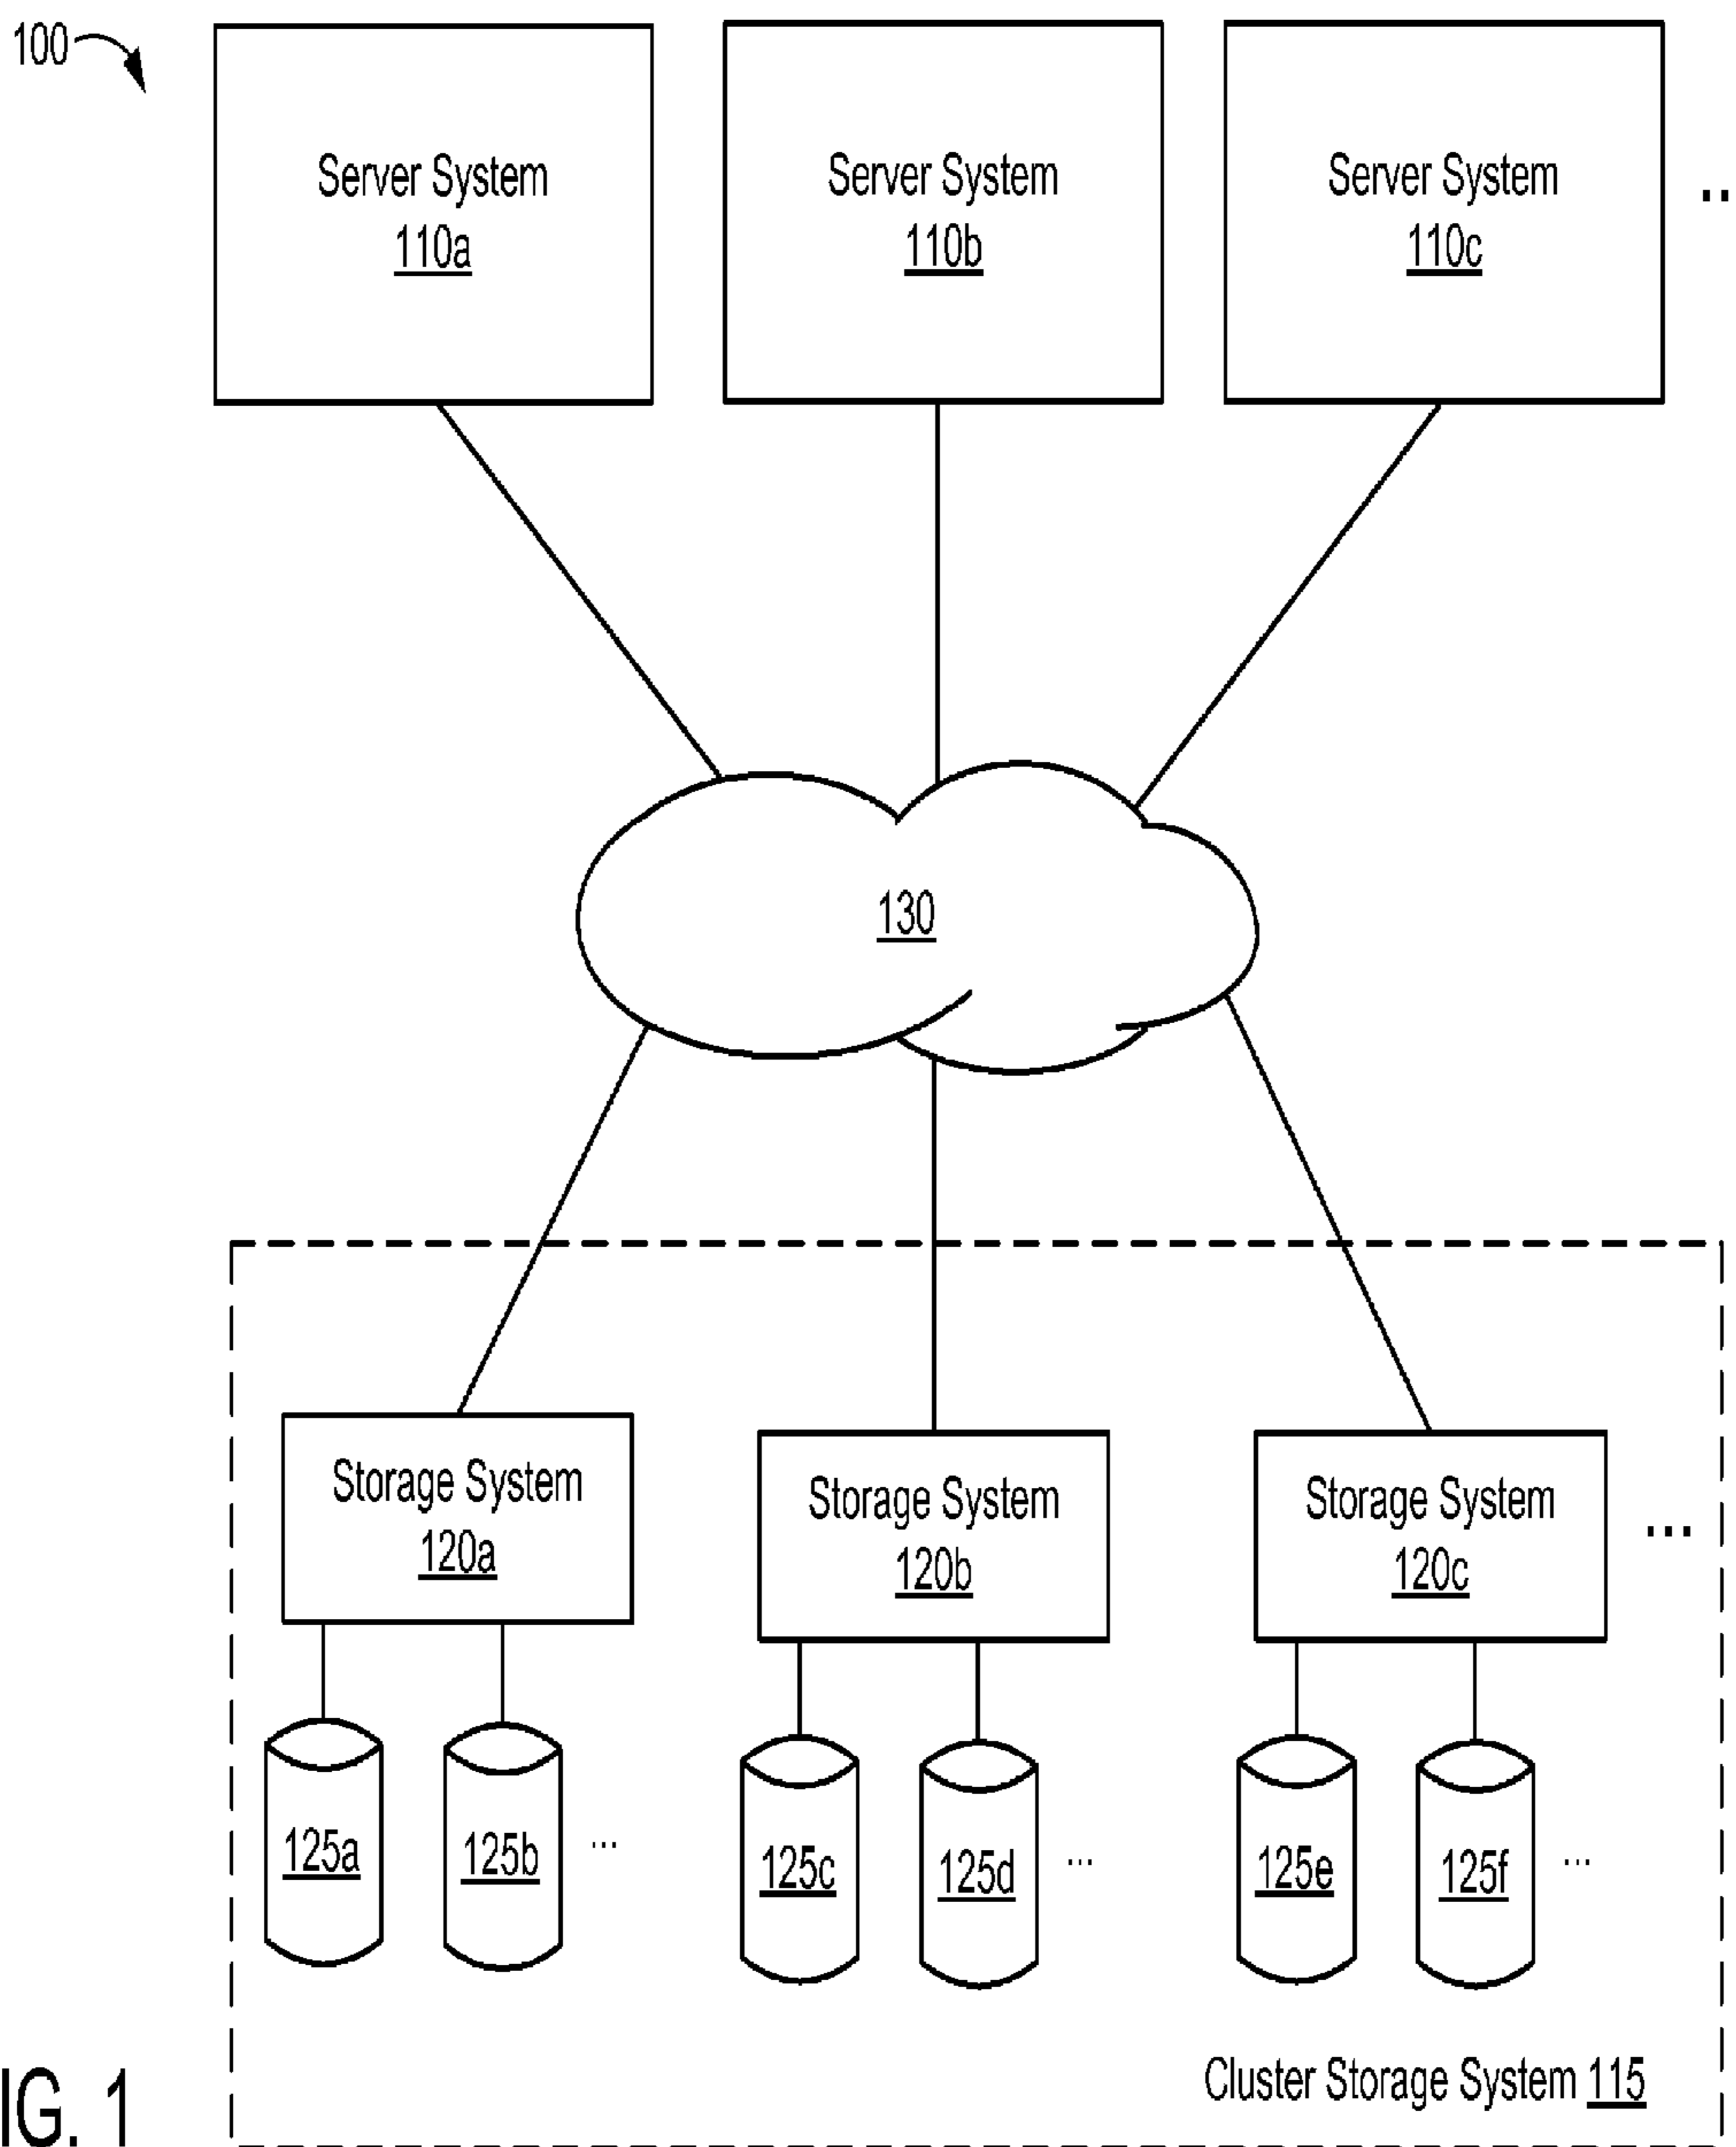 100
Server System
110a
Server System
110b
Server System
110c
..
130
Storage System
120a
Storage System
120b
Storage System
120c
...
125a
125b
...
125c
125d
...
125e
125f
...
Cluster Storage System 115
IG. 1